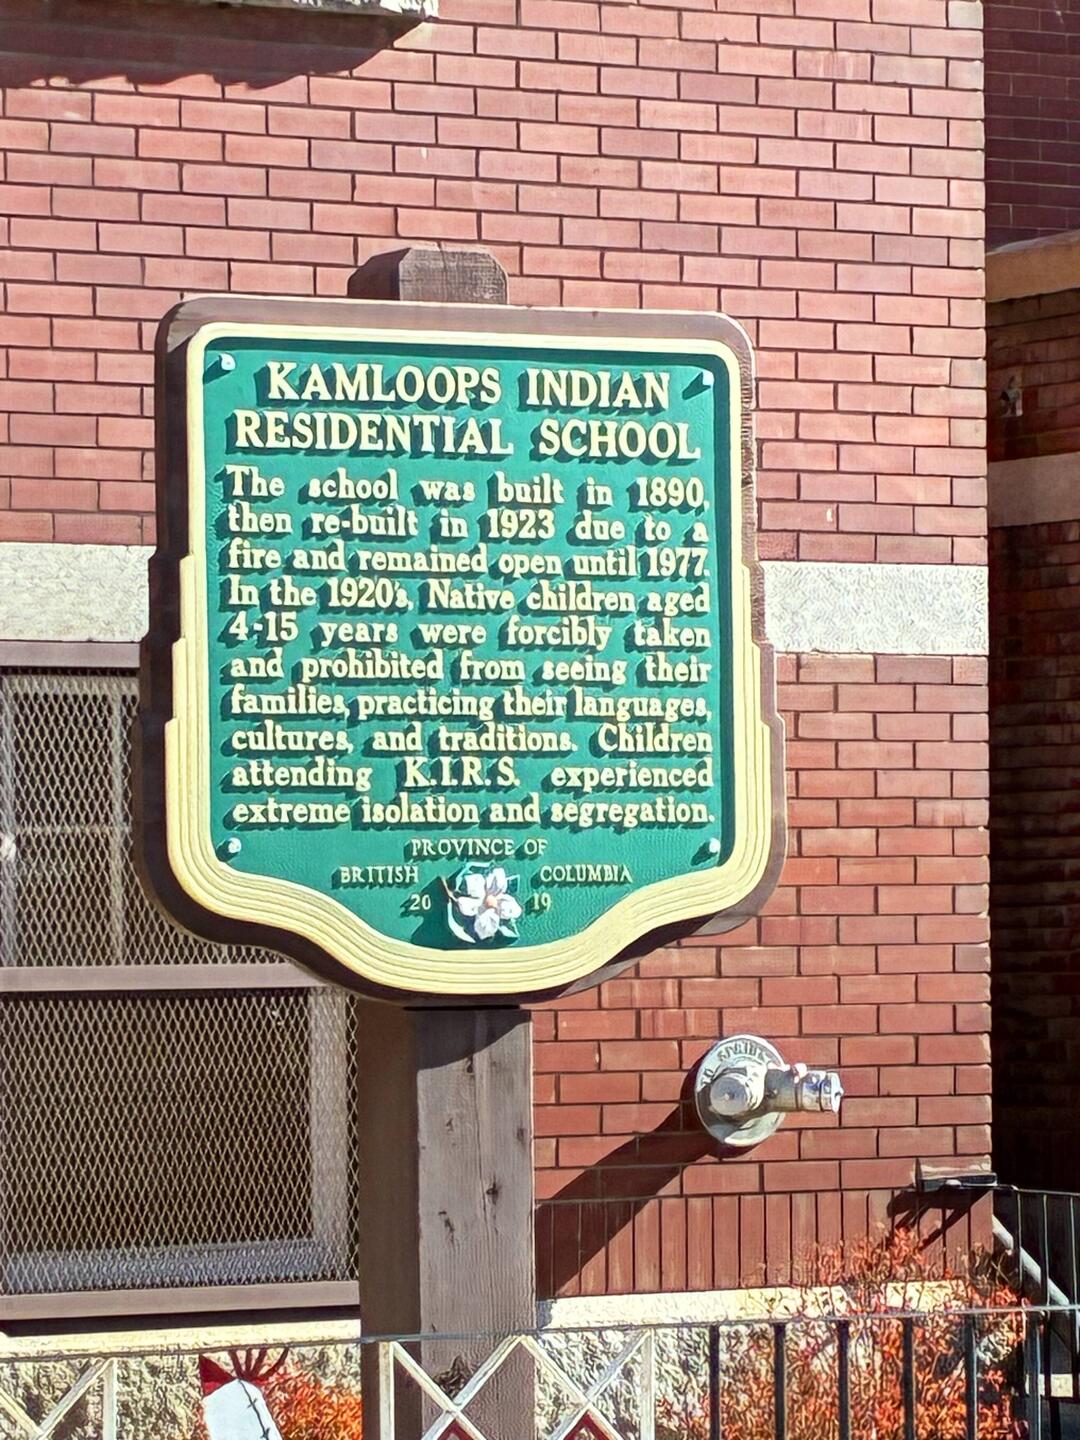 KAMLOOPS INDIAN
RESIDENTIAL SCHOOL
The school was built in 1890,
then re-built in 1923 due to a
fire and remained open until 1977.
In the 1920's, Native children aged
4-15 years were forcibly taken
and prohibited from seeing their
families, practicing their languages,
cultures, and traditions. Children
attending K.I.R.S. experienced
extreme isolation and segregation.
PROVINCE OF
BRITISH COLUMBIA
20 19